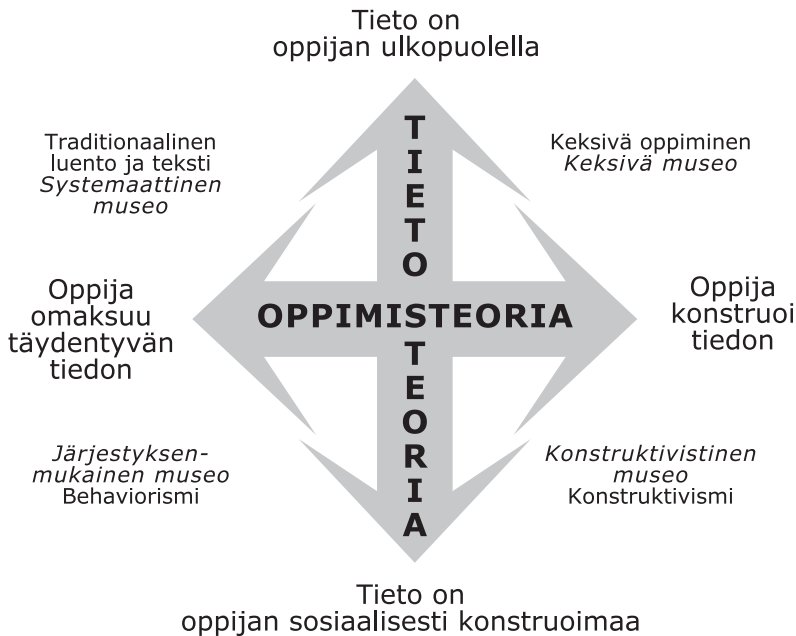 Tieto on
oppijan ulkopuolella
Traditionaalinen
luento ja teksti
Systemaattinen
museo
Keksivä oppiminen
Keksivä museo
TIETOSTEORIA
OPPIMISTEORIA
Oppija
omaksuu
täydentyvän
tiedon
Oppija
konstruoi
tiedon
Järjestyksen-
mukainen museo
Behaviorismi
Konstruktivistinen
museo
Konstruktivismi
Tieto on
oppijan sosiaalisesti konstruoimaa